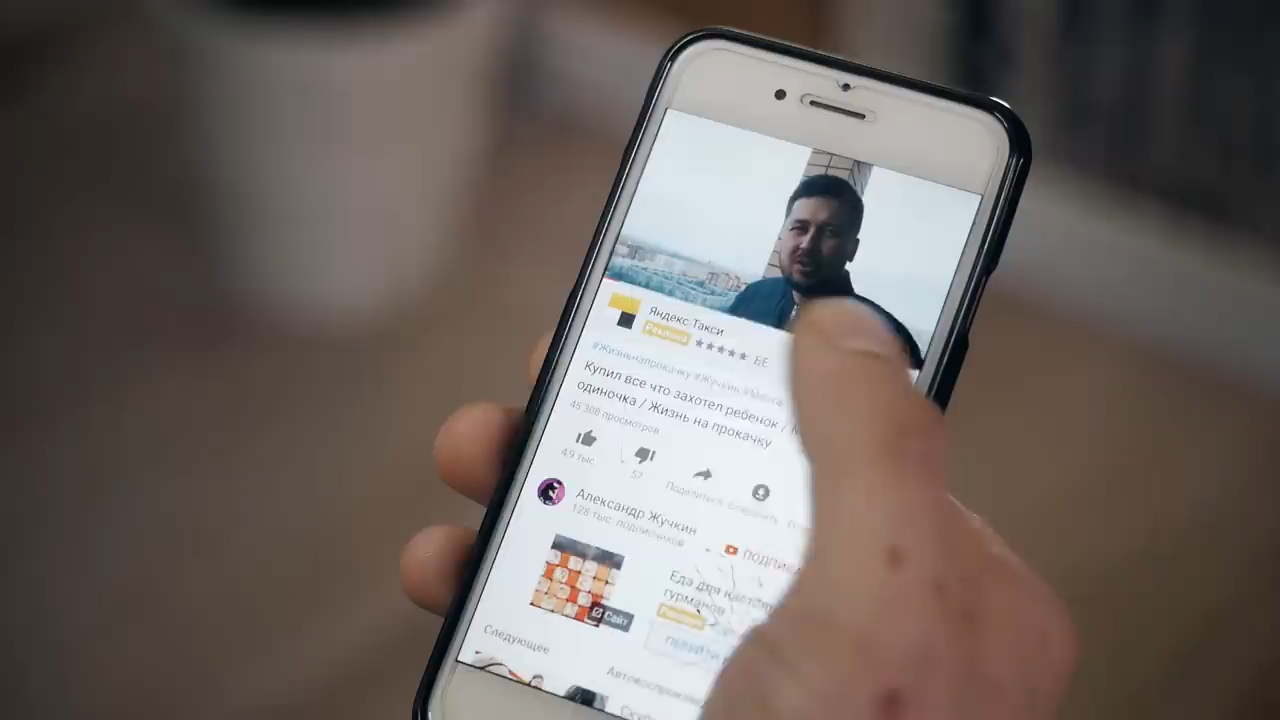 Яндекс.Такси
Реклама ★★★★★
#Жизньнапрокачку #Жучкин
Купил все что захотел ребенок /
одиночка / Жизнь на прокачку
45 308 просмотров
4,9 тыс.
57
Поделиться
Сохранить
Александр Жучкин
128 тыс. подписчиков
Еда для
гурманов
Сайт
Следующее